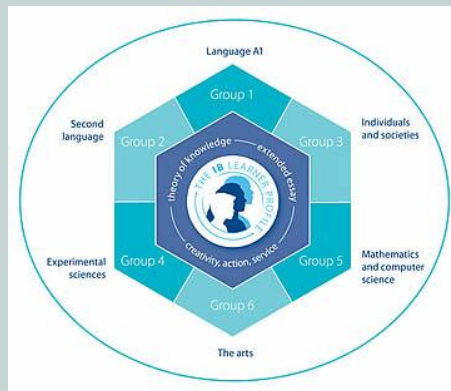 Language A1
Group 1
Second
language
Group 2
Individuals
and societies
Group 3
theory of knowledge
extended essay
THE IB LEARNER PROFILE
creativity, action, service
Experimental
sciences
Group 4
Mathematics
and computer
science
Group 5
Group 6
The arts